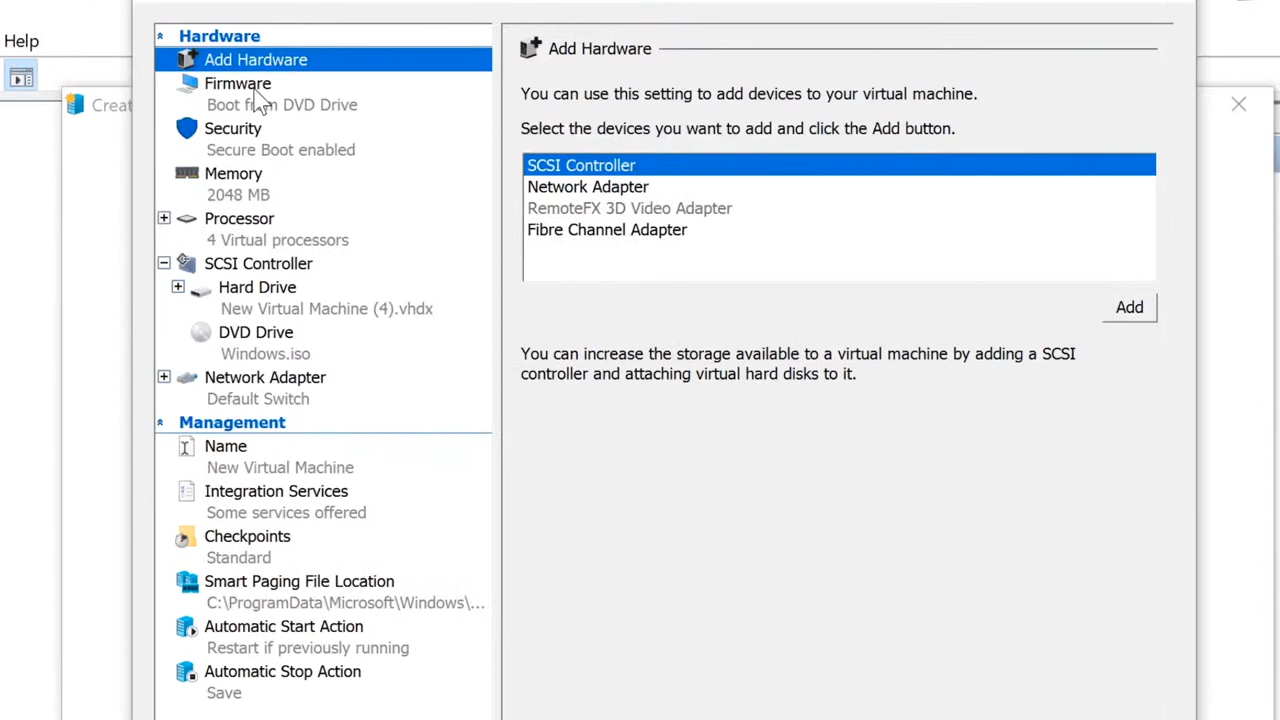 Help
Creat
Hardware
Add Hardware
Firmware
Boot from DVD Drive
Security
Secure Boot enabled
Memory
2048 MB
Processor
4 Virtual processors
SCSI Controller
Hard Drive
New Virtual Machine (4).vhdx
DVD Drive
Windows.iso
Network Adapter
Default Switch
Management
Name
New Virtual Machine
Integration Services
Some services offered
Checkpoints
Standard
Smart Paging File Location
C:\ProgramData\Microsoft\Windows\...
Automatic Start Action
Restart if previously running
Automatic Stop Action
Save
Add Hardware
You can use this setting to add devices to your virtual machine.
Select the devices you want to add and click the Add button.
SCSI Controller
Network Adapter
RemoteFX 3D Video Adapter
Fibre Channel Adapter
Add
You can increase the storage available to a virtual machine by adding a SCSI
controller and attaching virtual hard disks to it.